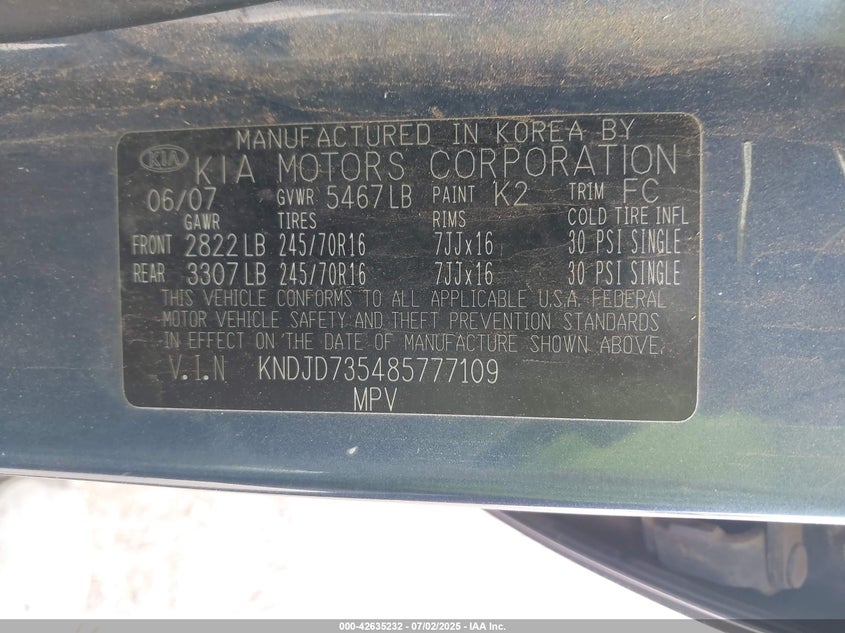 MANUFACTURED IN KOREA BY
KIA KIA MOTORS CORPORATION
06/07 GVWR 5467LB PAINT K2 TRIM FC
GAWR TIRES RIMS COLD TIRE INFL
FRONT 2822LB 245/70R16 7JJx16 30 PSI SINGLE
REAR 3307LB 245/70R16 7JJx16 30 PSI SINGLE
THIS VEHICLE CONFORMS TO ALL APPLICABLE U.S.A. FEDERAL
MOTOR VEHICLE SAFETY AND THEFT PREVENTION STANDARDS
IN EFFECT ON THE DATE OF MANUFACTURE SHOWN ABOVE.
V.I.N KNDJD735485777109
MPV
000-42635232 - 07/02/2025 - IAA Inc.